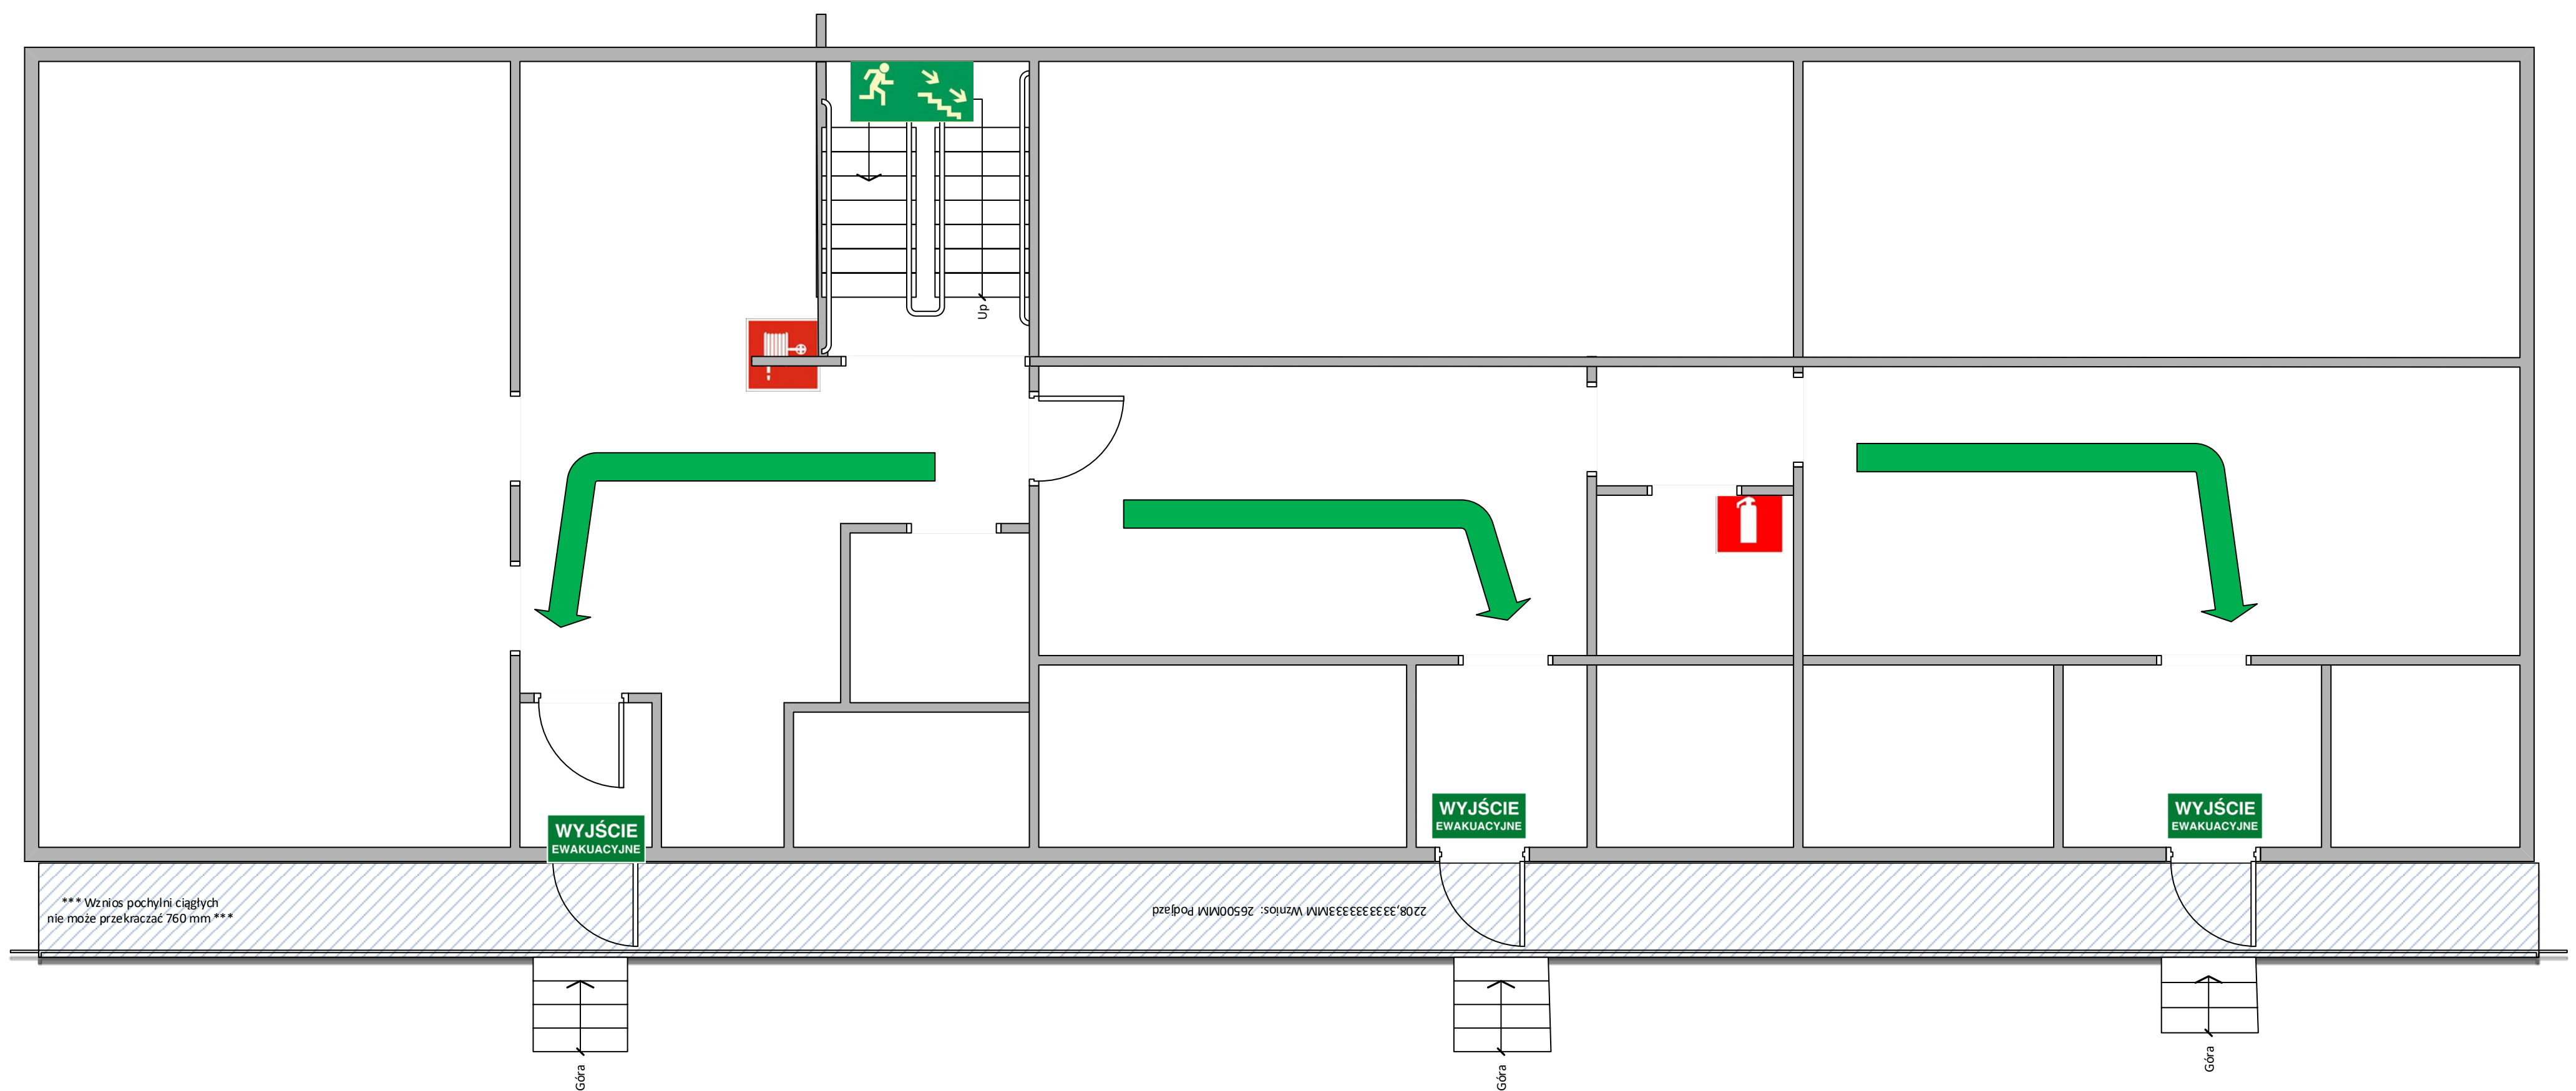 Up
WYJŚCIE
EWAKUACYJNE
WYJŚCIE
EWAKUACYJNE
WYJŚCIE
EWAKUACYJNE
*** Wznios pochylni ciągłych
nie może przekraczać 760 mm ***
2208,33333333333MM Wznios: 26500MM Podjazd
Góra
Góra
Góra